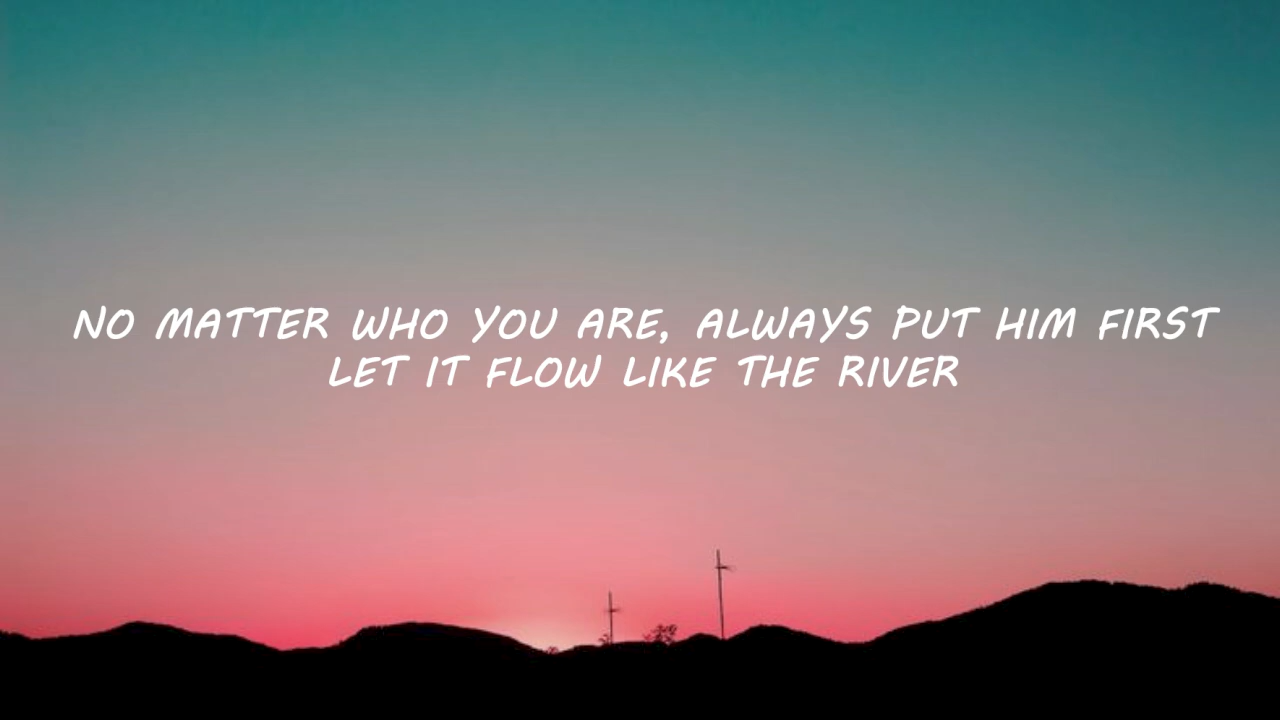 NO MATTER WHO YOU ARE, ALWAYS PUT HIM FIRST
LET IT FLOW LIKE THE RIVER